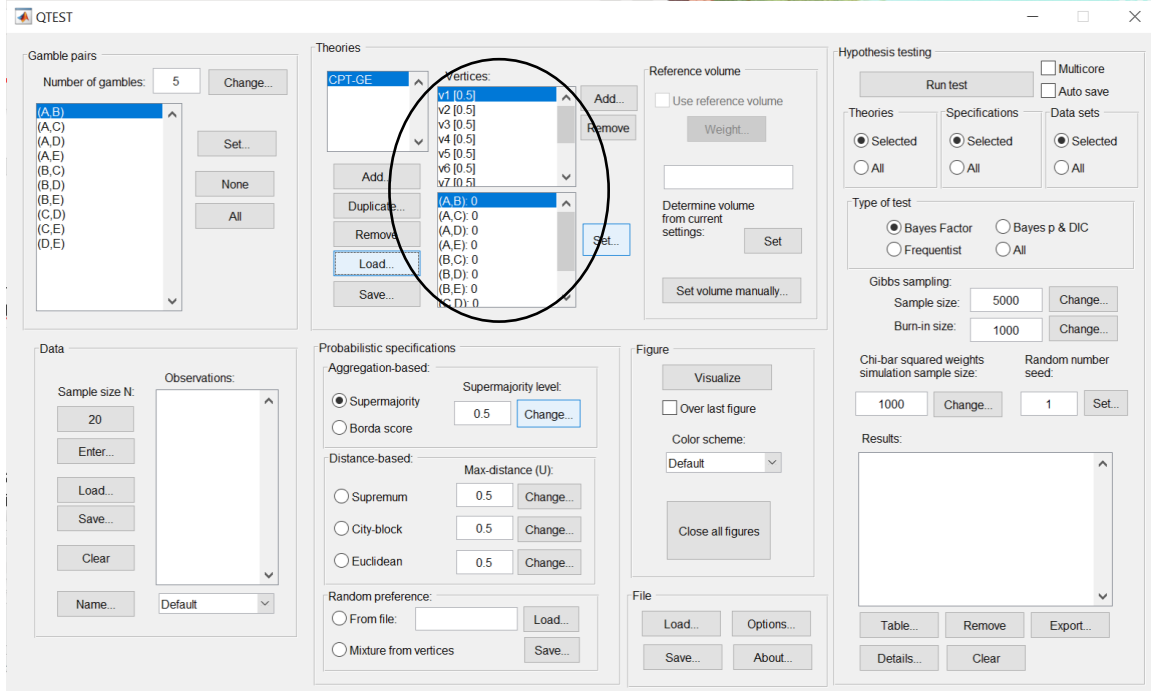 QTEST
Gamble pairs
Number of gambles: 5 Change...
(A,B)
(A,C)
(A,D)
(A,E)
(B,C)
(B,D)
(B,E)
(C,D)
(C,E)
(D,E)
Set...
None
All
Theories
CPT-GE
Add...
Duplicate...
Remove
Load...
Save...
Vertices:
v1 [0.5]
v2 [0.5]
v3 [0.5]
v4 [0.5]
v5 [0.5]
v6 [0.5]
v7 [0.5]
Add...
Remove
(A,B): 0
(A,C): 0
(A,D): 0
(A,E): 0
(B,C): 0
(B,D): 0
(B,E): 0
(C,D): 0
Set...
Reference volume
Use reference volume
Weight...
Determine volume
from current
settings:
Set
Set volume manually...
Hypothesis testing
Run test
Multicore
Auto save
Theories
Selected
All
Specifications
Selected
All
Data sets
Selected
All
Type of test
Bayes Factor Bayes p & DIC
Frequentist All
Gibbs sampling:
Sample size: 5000 Change...
Burn-in size: 1000 Change...
Chi-bar squared weights
simulation sample size:
1000 Change...
Random number
seed:
1 Set...
Results:
Table... Remove Export...
Details... Clear
Data
Sample size N:
20
Enter...
Load...
Save...
Clear
Name... Default
Observations:
Probabilistic specifications
Aggregation-based:
Supermajority
Borda score
Supermajority level:
0.5 Change...
Distance-based:
Max-distance (U):
Supremum 0.5 Change...
City-block 0.5 Change...
Euclidean 0.5 Change...
Random preference:
From file: Load...
Mixture from vertices Save...
Figure
Visualize
Over last figure
Color scheme:
Default
Close all figures
File
Load... Options...
Save... About...